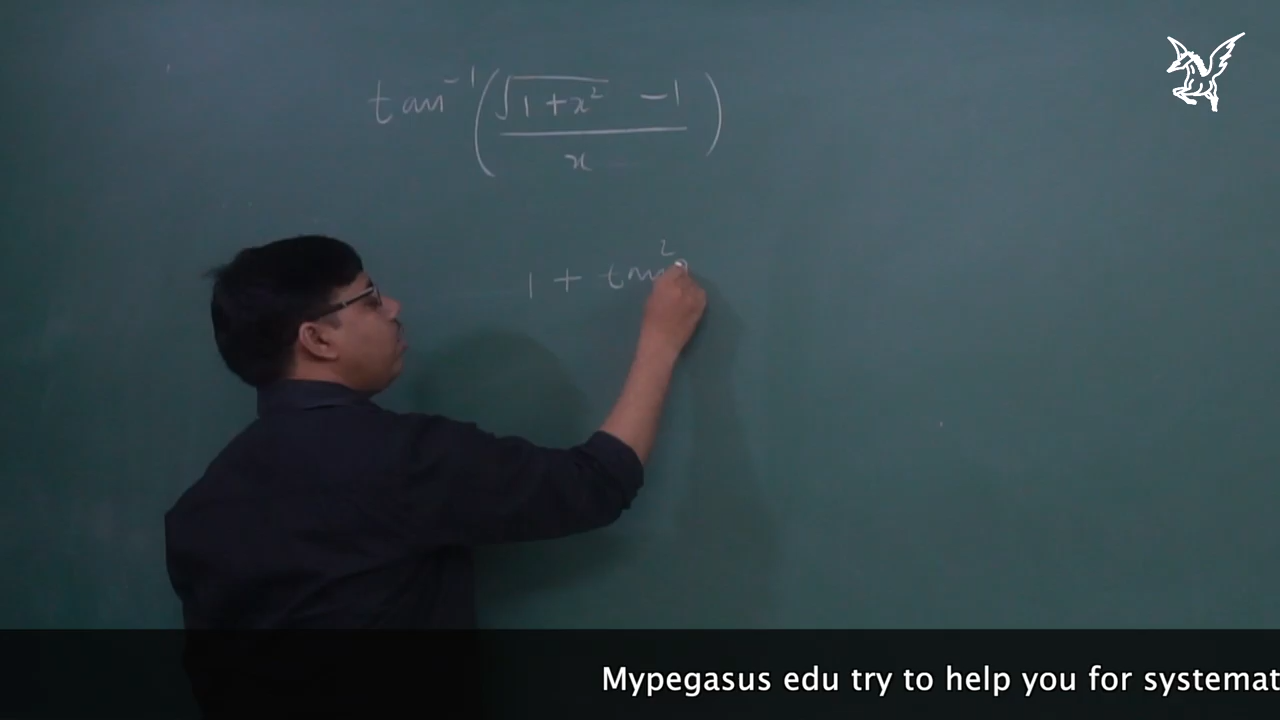 tan⁻¹(√(1+x²) −1 / x)
1 + tan²
Mypegasus edu try to help you for systemat